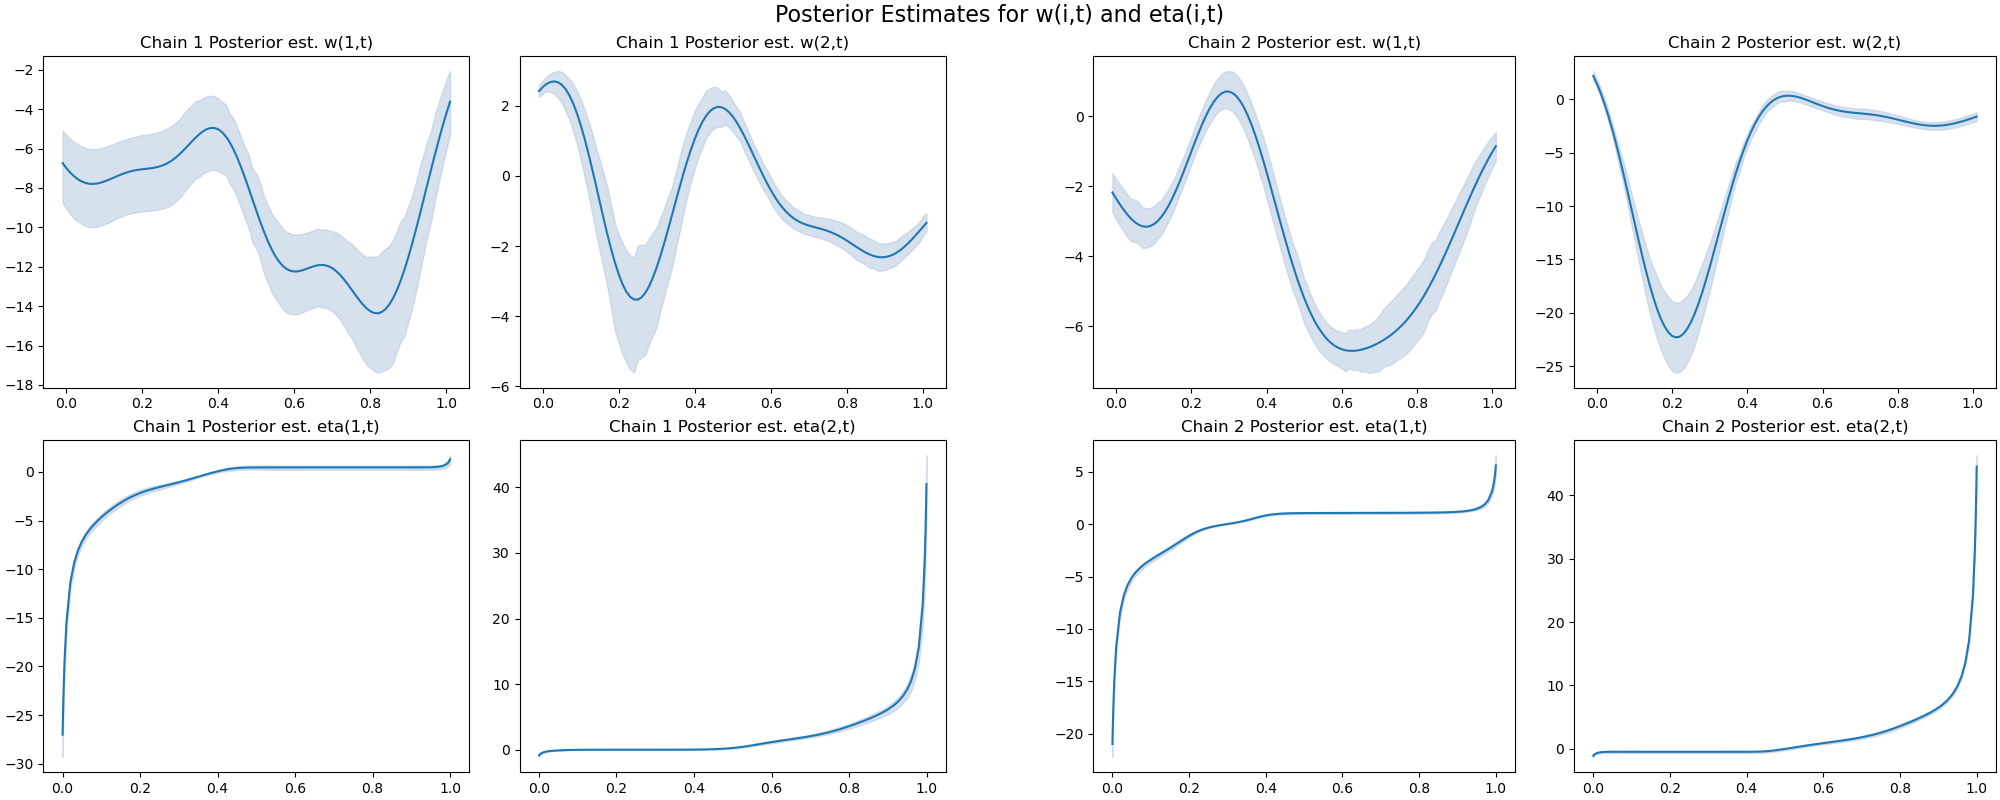 Posterior Estimates for w(i,t) and eta(i,t)
Chain 1 Posterior est. w(1,t)
−2
−4
−6
−8
−10
−12
−14
−16
−18
0.0 0.2 0.4 0.6 0.8 1.0
Chain 1 Posterior est. w(2,t)
2
0
−2
−4
−6
0.0 0.2 0.4 0.6 0.8 1.0
Chain 2 Posterior est. w(1,t)
0
−2
−4
−6
0.0 0.2 0.4 0.6 0.8 1.0
Chain 2 Posterior est. w(2,t)
0
−5
−10
−15
−20
−25
0.0 0.2 0.4 0.6 0.8 1.0
Chain 1 Posterior est. eta(1,t)
0
−5
−10
−15
−20
−25
−30
0.0 0.2 0.4 0.6 0.8 1.0
Chain 1 Posterior est. eta(2,t)
40
30
20
10
0
0.0 0.2 0.4 0.6 0.8 1.0
Chain 2 Posterior est. eta(1,t)
5
0
−5
−10
−15
−20
0.0 0.2 0.4 0.6 0.8 1.0
Chain 2 Posterior est. eta(2,t)
40
30
20
10
0
0.0 0.2 0.4 0.6 0.8 1.0